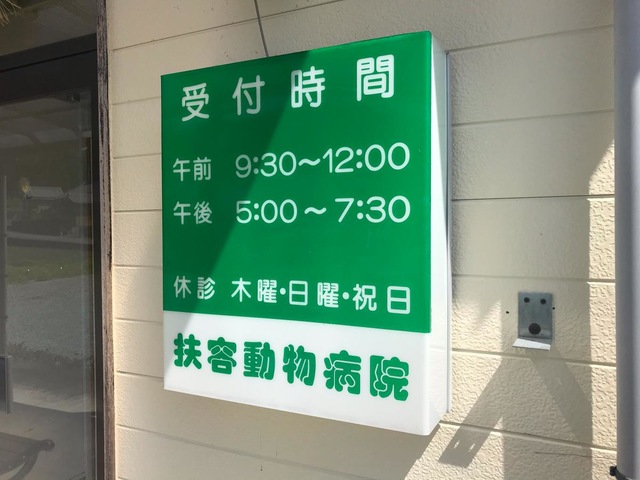 受付時間
午前 9:30～12:00
午後 5:00～7:30
休診 木曜・日曜・祝日
扶容動物病院